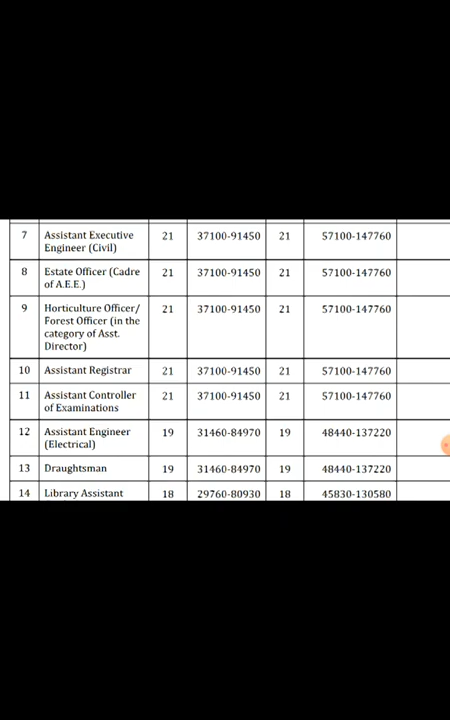 7 Assistant Executive 21 37100-91450 21 57100-147760
Engineer (Civil)
8 Estate Officer (Cadre 21 37100-91450 21 57100-147760
of A.E.E.)
9 Horticulture Officer/ 21 37100-91450 21 57100-147760
Forest Officer (in the
category of Asst.
Director)
10 Assistant Registrar 21 37100-91450 21 57100-147760
11 Assistant Controller 21 37100-91450 21 57100-147760
of Examinations
12 Assistant Engineer 19 31460-84970 19 48440-137220
(Electrical)
13 Draughtsman 19 31460-84970 19 48440-137220
14 Library Assistant 18 29760-80930 18 45830-130580